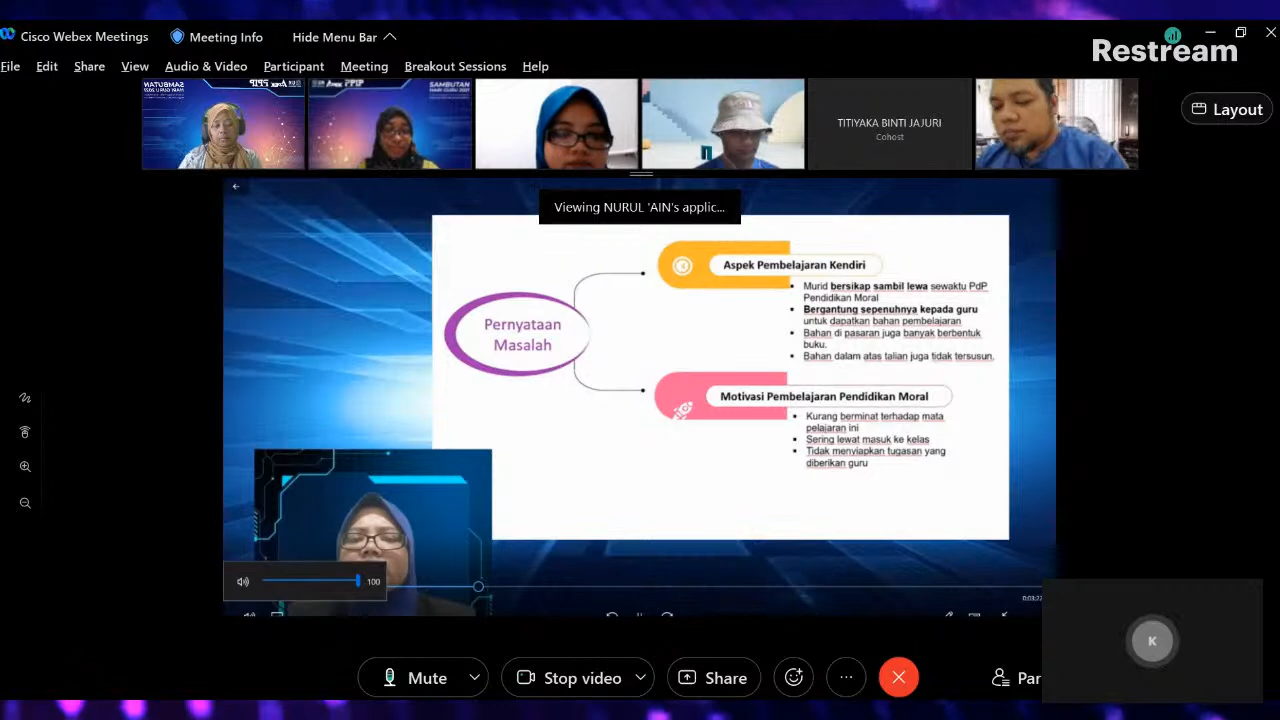 Cisco Webex Meetings
Meeting Info
Hide Menu Bar
Restream
File Edit Share View Audio & Video Participant Meeting Breakout Sessions Help
SAMBUTAN
TITIYAKA BINTI JAJURI
Cohost
Layout
Viewing NURUL 'AIN's applic...
Pernyataan
Masalah
Aspek Pembelajaran Kendiri
Murid bersikap sambil lewa sewaktu PdP
Pendidikan Moral
Bergantung sepenuhnya kepada guru
untuk dapatkan bahan pembelajaran
Bahan di pasaran juga banyak berbentuk
buku.
Bahan dalam atas talian juga tidak tersusun.
Motivasi Pembelajaran Pendidikan Moral
Kurang berminat terhadap mata
pelajaran ini
Sering lewat masuk ke kelas
Tidak menyiapkan tugasan yang
diberikan guru
100
K
Mute
Stop video
Share
Par